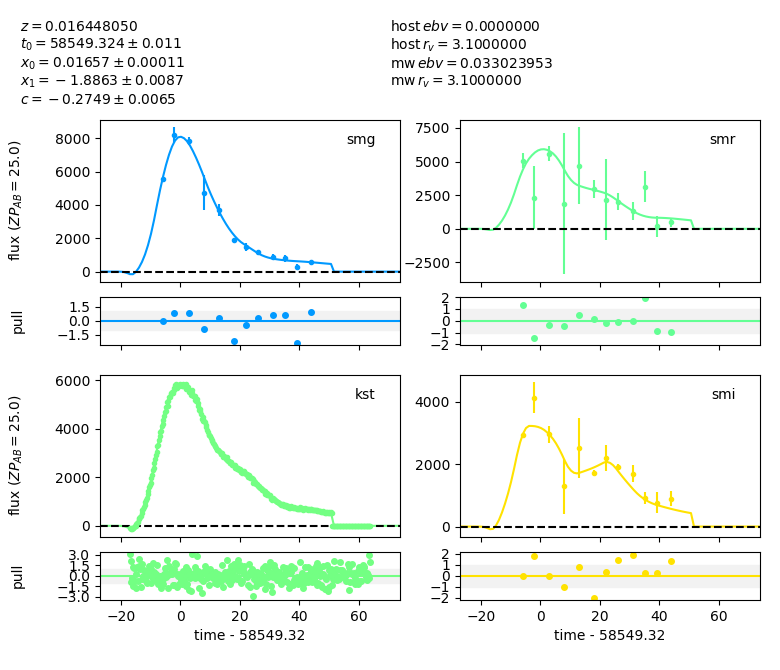 z = 0.016448050
t0 = 58549.324 ± 0.011
x0 = 0.01657 ± 0.00011
x1 = −1.8863 ± 0.0087
c = −0.2749 ± 0.0065
host ebv = 0.0000000
host rv = 3.1000000
mw ebv = 0.033023953
mw rv = 3.1000000
flux (ZPAB = 25.0)
8000
6000
4000
2000
0
smg
7500
5000
2500
0
−2500
smr
pull
1.5
0.0
−1.5
2
1
0
−1
−2
flux (ZPAB = 25.0)
6000
4000
2000
0
kst
4000
2000
0
smi
pull
3.0
1.5
0.0
−1.5
−3.0
2
1
0
−1
−2
−20 0 20 40 60
−20 0 20 40 60
time - 58549.32
time - 58549.32